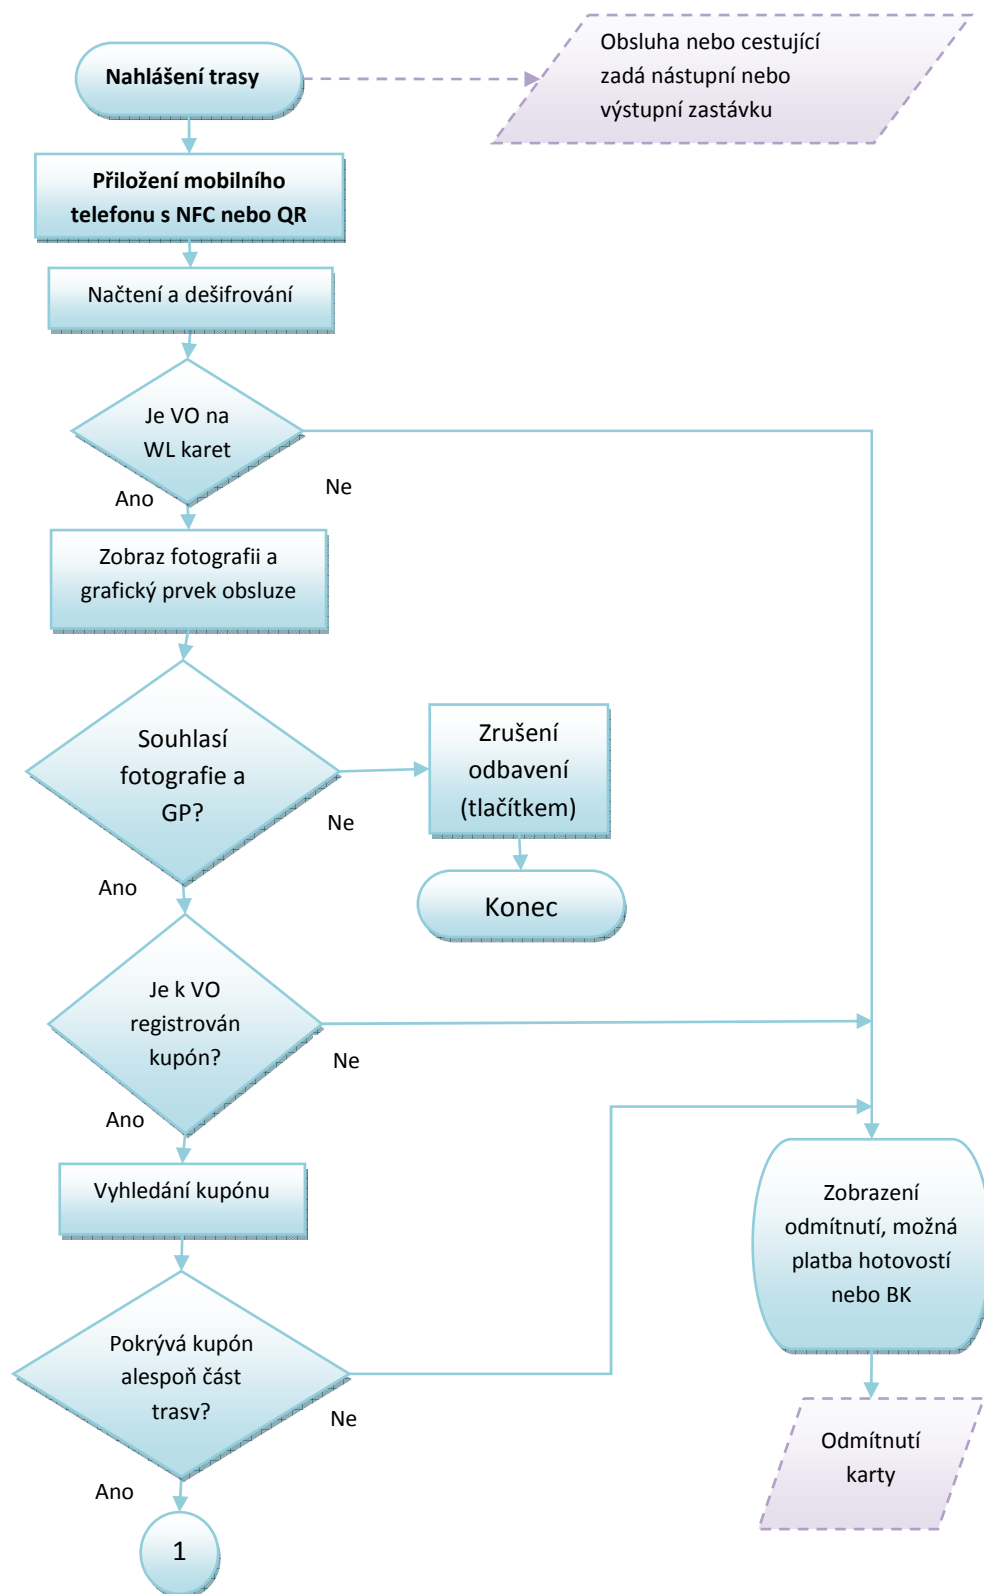 Nahlášení trasy
Obsluha nebo cestující
zadá nástupní nebo
výstupní zastávku
Přiložení mobilního
telefonu s NFC nebo QR
Načtení a dešifrování
Je VO na
WL karet
Ano
Ne
Zobraz fotografii a
grafický prvek obsluze
Souhlasí
fotografie a
GP?
Ne
Ano
Zrušení
odbavení
(tlačítkem)
Konec
Je k VO
registrován
kupón?
Ne
Ano
Vyhledání kupónu
Zobrazení
odmítnutí, možná
platba hotovostí
nebo BK
Pokrývá kupón
alespoň část
trasy?
Ne
Ano
Odmítnutí
karty
1